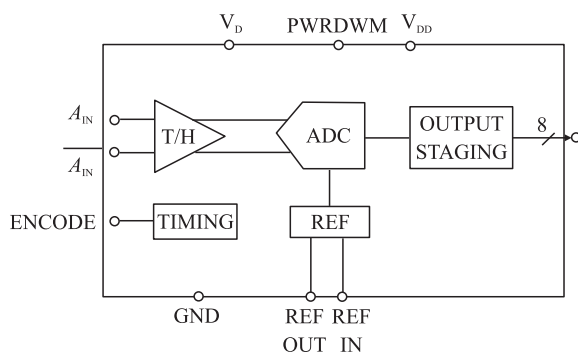 V_D PWRDWM V_DD
A_IN
T/H
ADC
OUTPUT
STAGING
8
A_IN
ENCODE
TIMING
REF
GND
REF
OUT
REF
IN